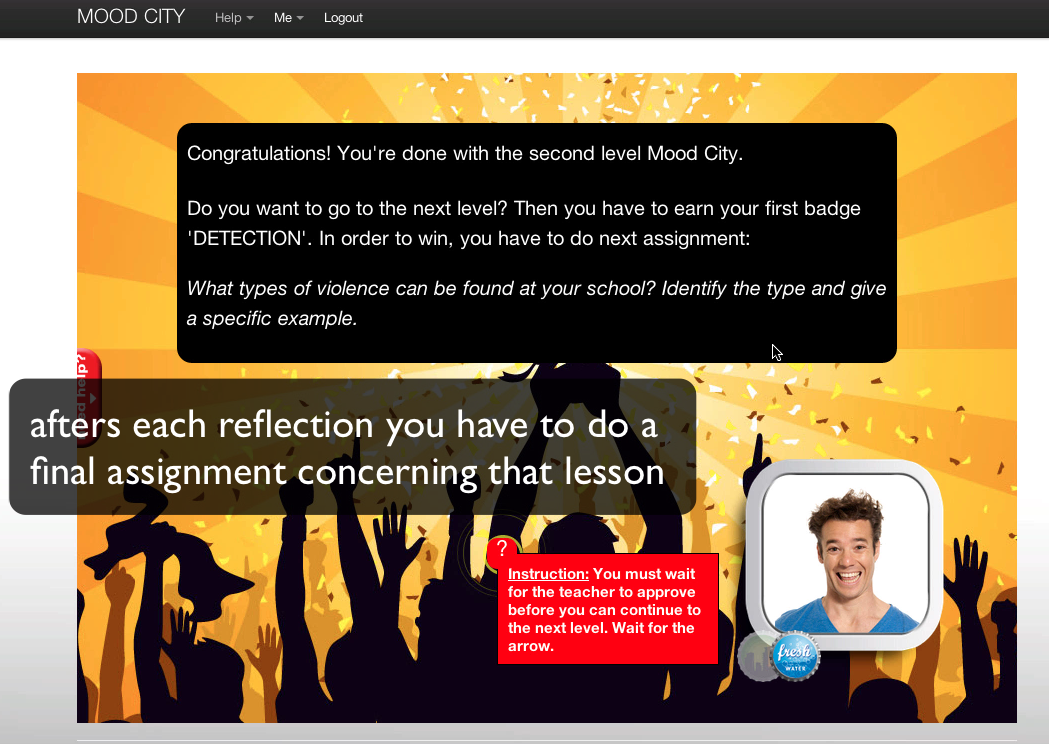 MOOD CITY Help Me Logout
Congratulations! You're done with the second level Mood City.
Do you want to go to the next level? Then you have to earn your first badge
'DETECTION'. In order to win, you have to do next assignment:
What types of violence can be found at your school? Identify the type and give
a specific example.
help?
afters each reflection you have to do a
final assignment concerning that lesson
?
Instruction: You must wait
for the teacher to approve
before you can continue to
the next level. Wait for the
arrow.
fresh
WATER